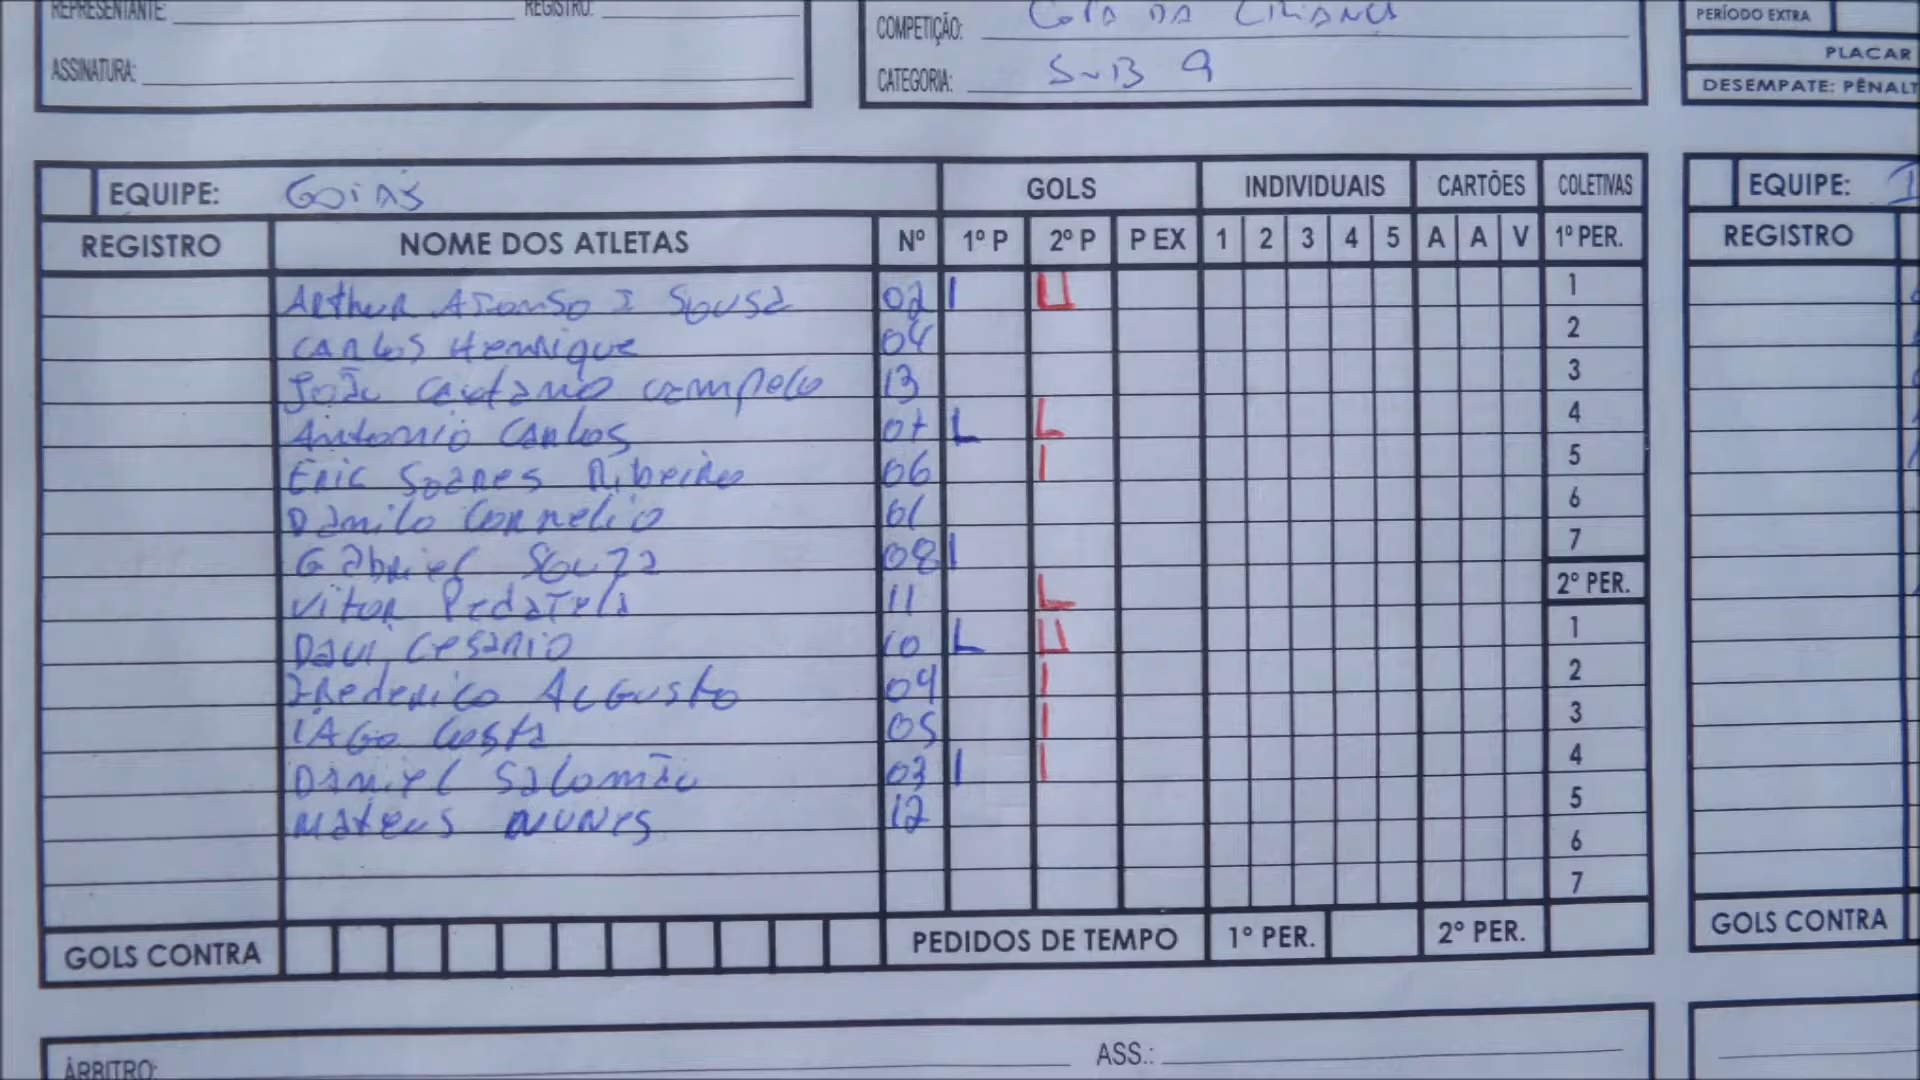 REPRESENTANTE: REGISTRO:
ASSINATURA:
COMPETIÇÃO: COPA DA
CATEGORIA: SUB 9
PERÍODO EXTRA
PLACAR
DESEMPATE: PÊNALT
EQUIPE: GOIAS GOLS INDIVIDUAIS CARTÕES COLETIVAS
REGISTRO NOME DOS ATLETAS Nº 1º P 2º P P EX 1 2 3 4 5 A A V 1º PER.
Arthur Afonso Sousa 02 1
Carlos Henrique 04 2
João Caetano Campelo 13 3
Antonio Carlos 07 4
Eric Soares Ribeiro 06 5
Danilo Cornelio 01 6
Gabriel Souza 08 7
Vitor 11 2º PER.
Davi Cesario 10 1
Frederico Augusto 09 2
IAGO Costa 05 3
Daniel Salomão 03 4
Mateus NUNES 12 5
6
7
GOLS CONTRA PEDIDOS DE TEMPO 1º PER. 2º PER.
EQUIPE:
REGISTRO
GOLS CONTRA
ÁRBITRO: ASS.: